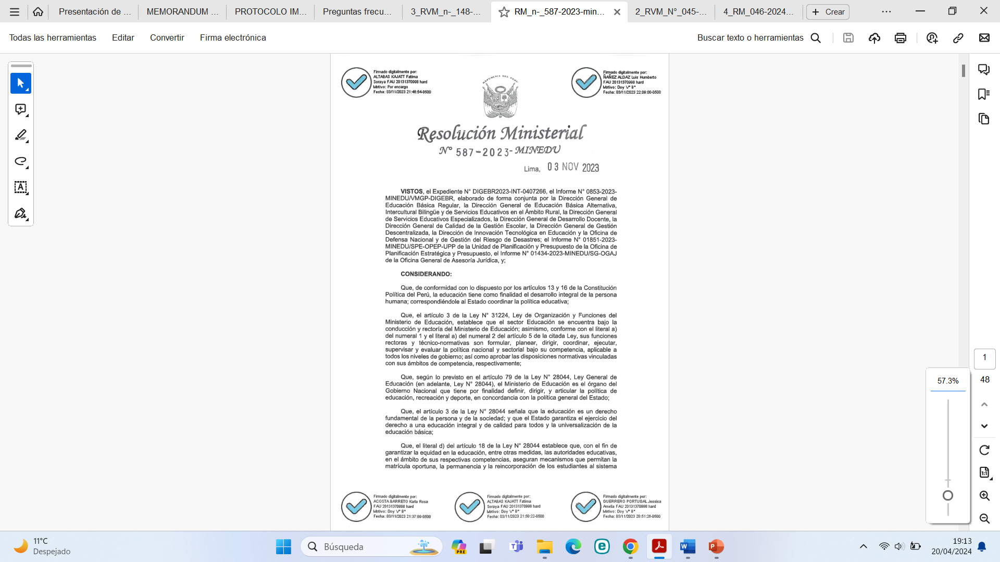 Presentación de ...
MEMORANDUM ...
PROTOCOLO IM...
Preguntas frecu...
3_RVM_n-_148-...
RM_n-_587-2023-min...
2_RVM_N°_045-...
4_RM_046-2024...
+ Crear
Todas las herramientas
Editar
Convertir
Firma electrónica
Buscar texto o herramientas
Firmado digitalmente por:
ALTABAS KAJATT Fatima
Soraya FAU 20131370998 hard
Motivo: Por encargo
Fecha: 03/11/2023 21:46:54-0500
REPUBLICA DEL PERU
Firmado digitalmente por:
ÑAÑEZ ALDAZ Luis Humberto
FAU 20131370998 hard
Motivo: Doy V° B°
Fecha: 03/11/2023 22:09:00-0500
Resolución Ministerial
N° 587-2023-MINEDU
Lima, 03 NOV 2023
VISTOS, el Expediente N° DIGEBR2023-INT-0407266, el Informe N° 0853-2023-
MINEDU/VMGP-DIGEBR, elaborado de forma conjunta por la Dirección General de
Educación Básica Regular, la Dirección General de Educación Básica Alternativa,
Intercultural Bilingüe y de Servicios Educativos en el Ámbito Rural, la Dirección General
de Servicios Educativos Especializados, la Dirección General de Desarrollo Docente, la
Dirección General de Calidad de la Gestión Escolar, la Dirección General de Gestión
Descentralizada, la Dirección de Innovación Tecnológica en Educación y la Oficina de
Defensa Nacional y de Gestión del Riesgo de Desastres; el Informe N° 01851-2023-
MINEDU/SPE-OPEP-UPP de la Unidad de Planificación y Presupuesto de la Oficina de
Planificación Estratégica y Presupuesto, el Informe N° 01434-2023-MINEDU/SG-OGAJ
de la Oficina General de Asesoría Jurídica, y;
CONSIDERANDO:
Que, de conformidad con lo dispuesto por los artículos 13 y 16 de la Constitución
Política del Perú, la educación tiene como finalidad el desarrollo integral de la persona
humana; correspondiéndole al Estado coordinar la política educativa;
Que, el artículo 3 de la Ley N° 31224, Ley de Organización y Funciones del
Ministerio de Educación, establece que el sector Educación se encuentra bajo la
conducción y rectoría del Ministerio de Educación; asimismo, conforme con el literal a)
del numeral 1 y el literal a) del numeral 2 del artículo 5 de la citada Ley, sus funciones
rectoras y técnico-normativas son formular, planear, dirigir, coordinar, ejecutar,
supervisar y evaluar la política nacional y sectorial bajo su competencia, aplicable a
todos los niveles de gobierno; así como aprobar las disposiciones normativas vinculadas
con sus ámbitos de competencia, respectivamente;
Que, según lo previsto en el artículo 79 de la Ley N° 28044, Ley General de
Educación (en adelante, Ley N° 28044), el Ministerio de Educación es el órgano del
Gobierno Nacional que tiene por finalidad definir, dirigir, y articular la política de
educación, recreación y deporte, en concordancia con la política general del Estado;
Que, el artículo 3 de la Ley N° 28044 señala que la educación es un derecho
fundamental de la persona y de la sociedad; y que el Estado garantiza el ejercicio del
derecho a una educación integral y de calidad para todos y la universalización de la
educación básica;
Que, el literal d) del artículo 18 de la Ley N° 28044 establece que, con el fin de
garantizar la equidad en la educación, entre otras medidas, las autoridades educativas,
en el ámbito de sus respectivas competencias, aseguran mecanismos que permitan la
matrícula oportuna, la permanencia y la reincorporación de los estudiantes al sistema
Firmado digitalmente por:
ACOSTA BARRETO Karla Rosa
FAU 20131370998 hard
Motivo: Doy V° B°
Fecha: 03/11/2023 21:37:09-0500
Firmado digitalmente por:
ALTABAS KAJATT Fatima
Soraya FAU 20131370998 hard
Motivo: Doy V° B°
Fecha: 03/11/2023 21:50:22-0500
Firmado digitalmente por:
GUERRERO PORTUGAL Jessica
Amelia FAU 20131370998 hard
Motivo: Doy V° B°
Fecha: 03/11/2023 20:51:26-0500
1
48
57.3%
11°C
Despejado
Búsqueda
PRE
19:13
20/04/2024